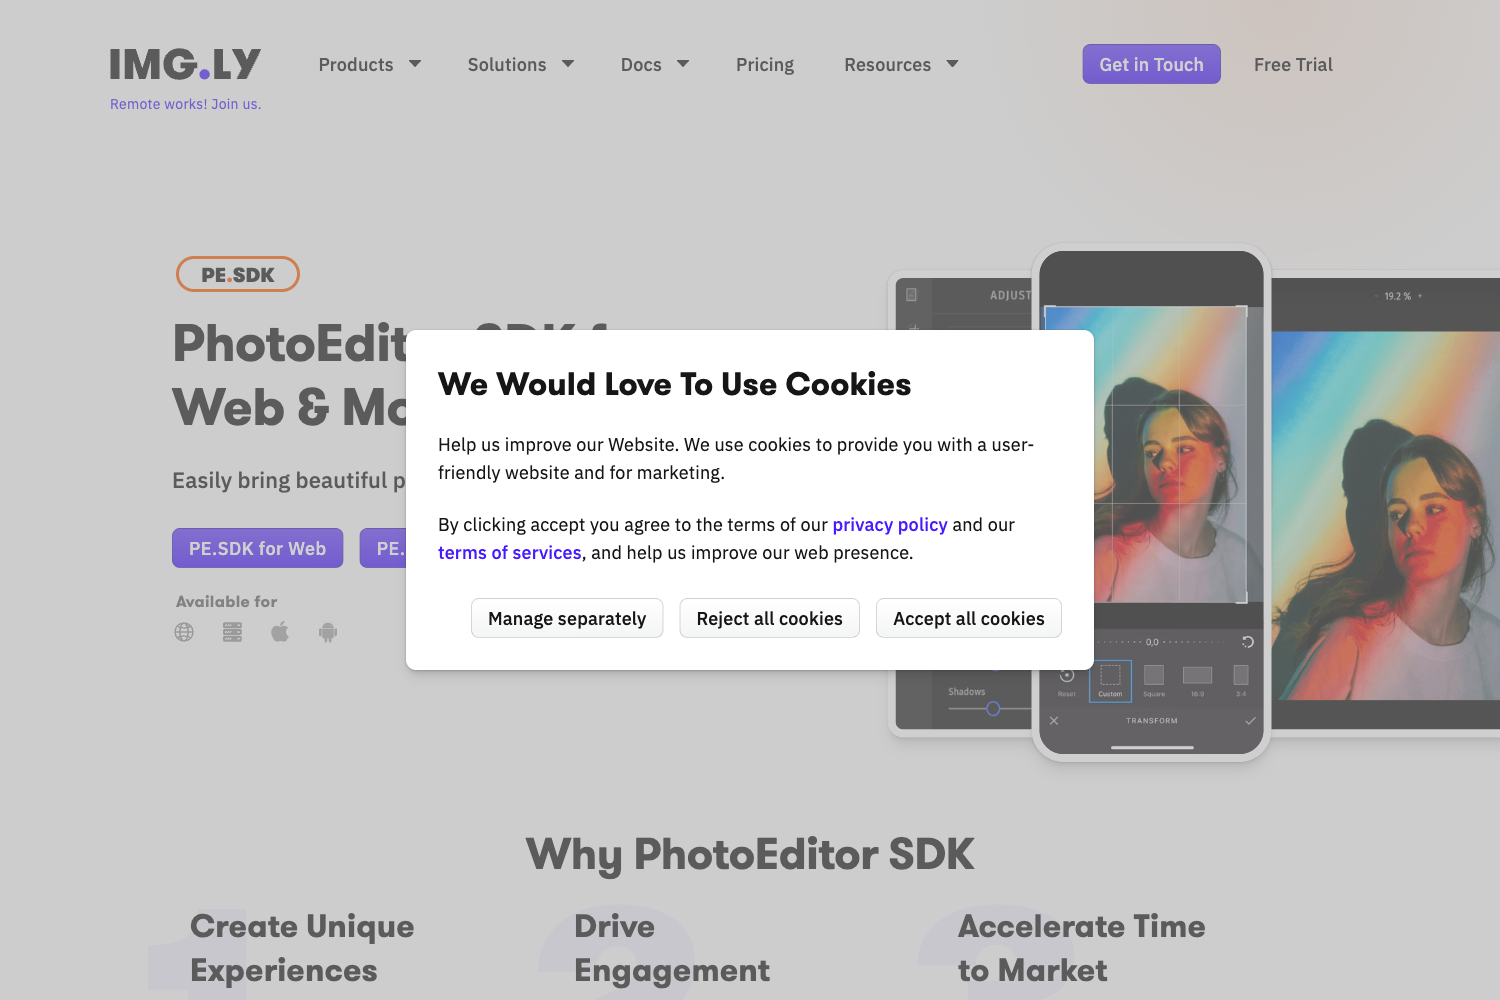 IMG.LY
Remote works! Join us.
Products
Solutions
Docs
Pricing
Resources
Get in Touch
Free Trial
PE.SDK
PhotoEditor SDK f
Web & Mo
Easily bring beautiful p
PE.SDK for Web
PE.
Available for
ADJUST
19.2 %
We Would Love To Use Cookies
Help us improve our Website. We use cookies to provide you with a user-
friendly website and for marketing.
By clicking accept you agree to the terms of our privacy policy and our
terms of services, and help us improve our web presence.
Manage separately
Reject all cookies
Accept all cookies
0,0
Shadows
Reset
Custom
Square
16:9
3:4
TRANSFORM
Why PhotoEditor SDK
1
Create Unique
Experiences
2
Drive
Engagement
Accelerate Time
to Market